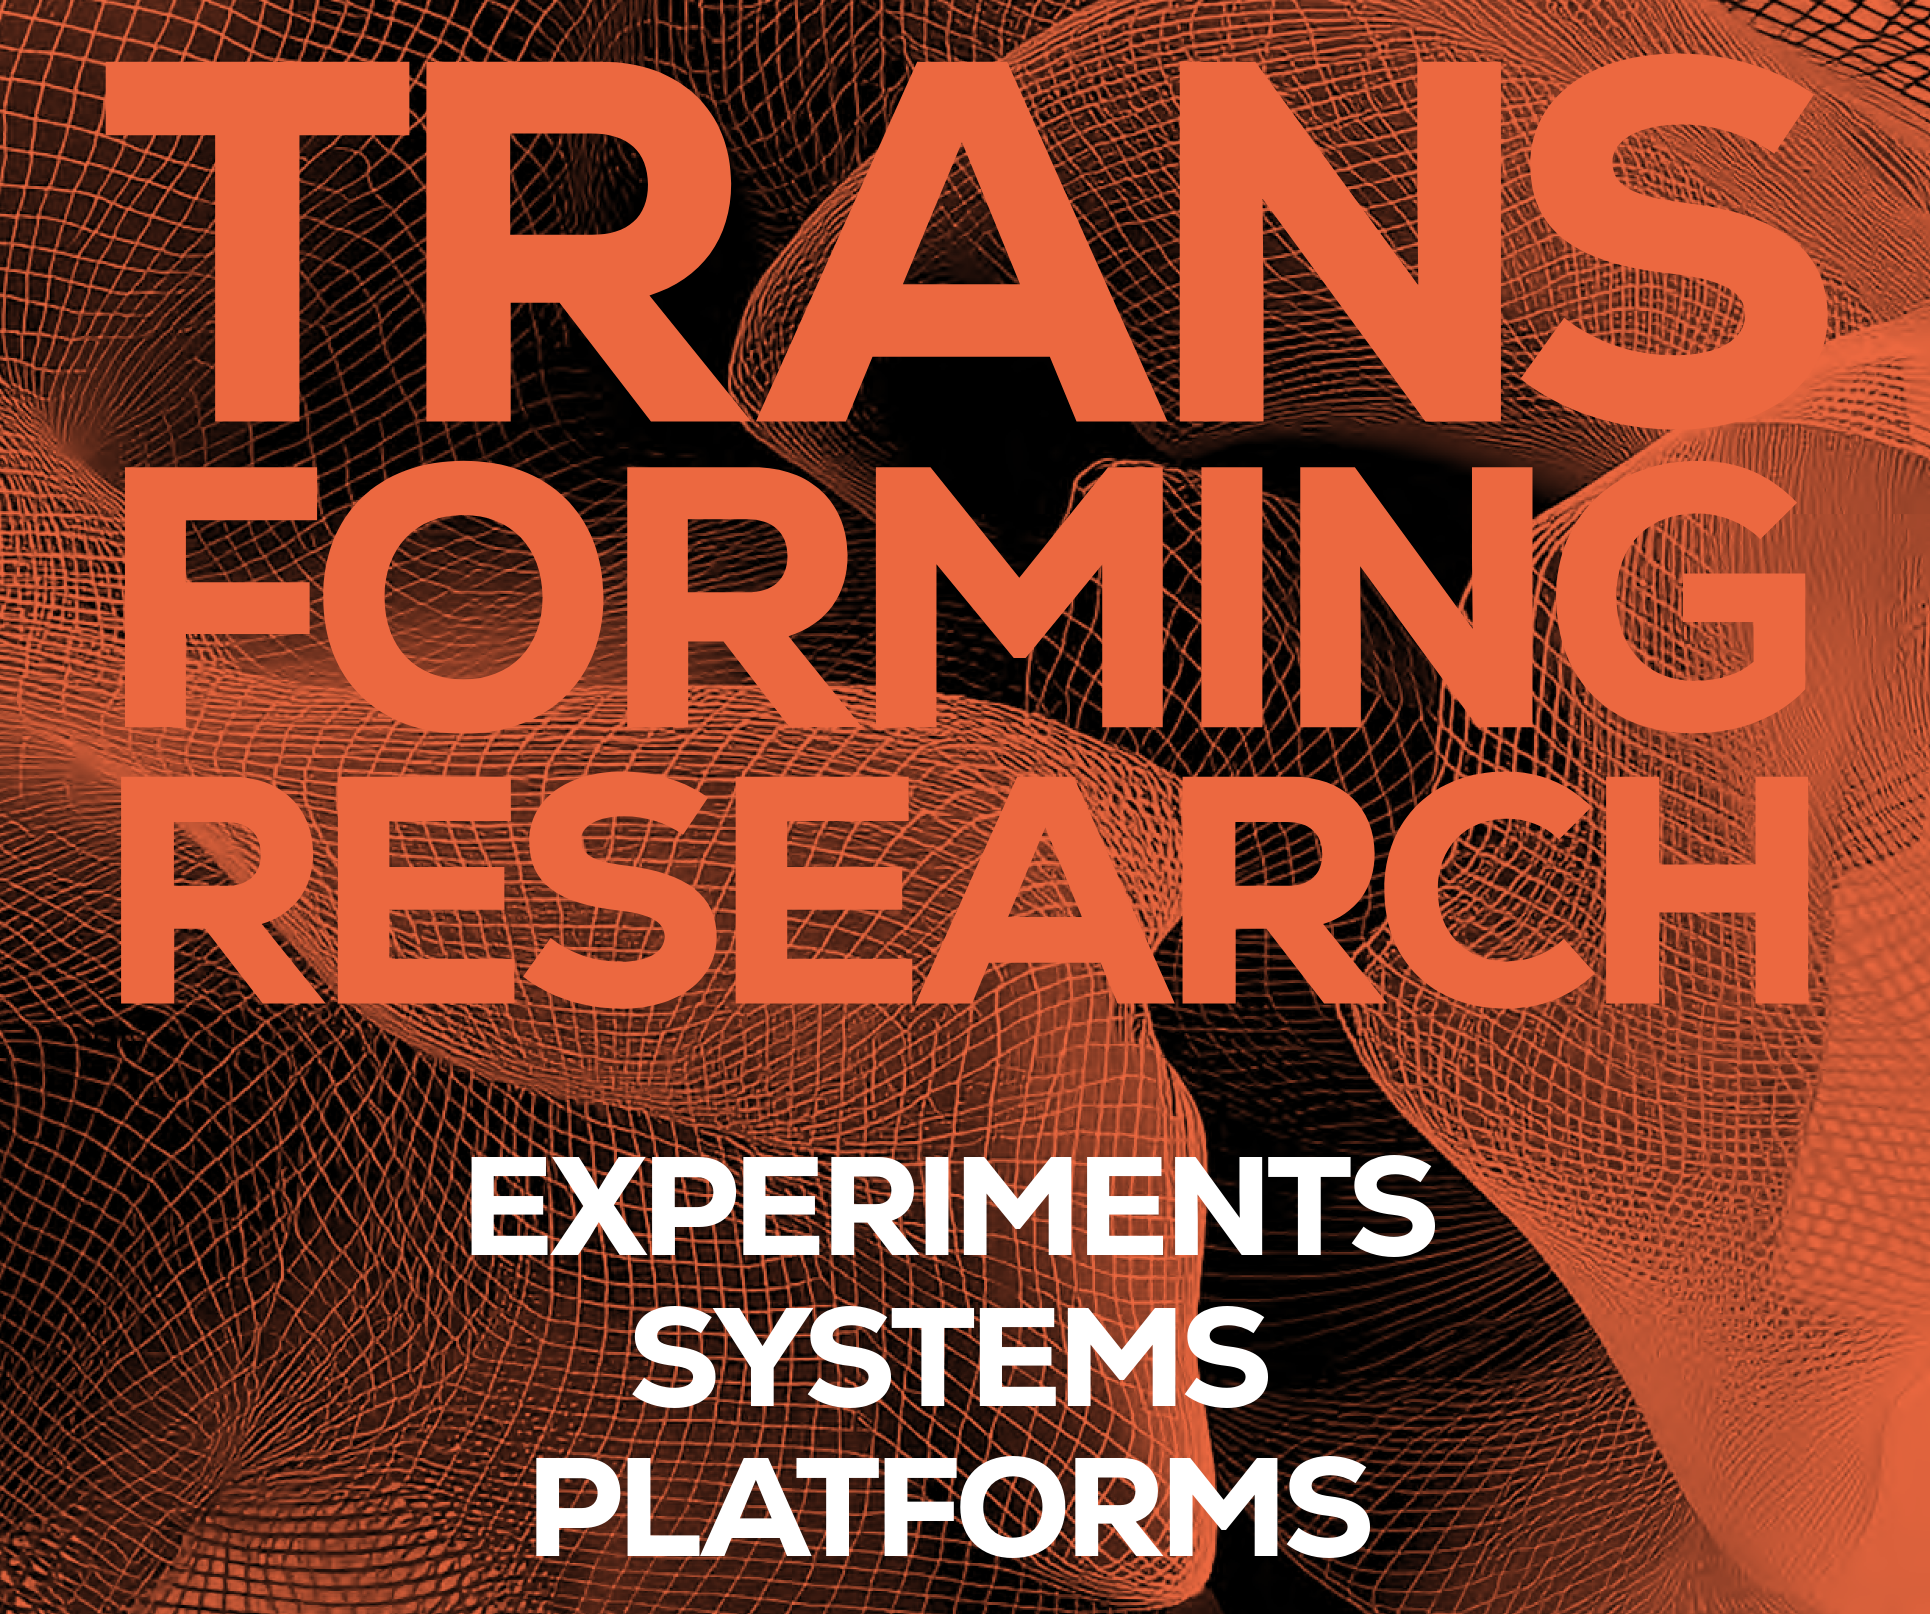 TRANS
FORMING
RESEARCH
EXPERIMENTS
SYSTEMS
PLATFORMS